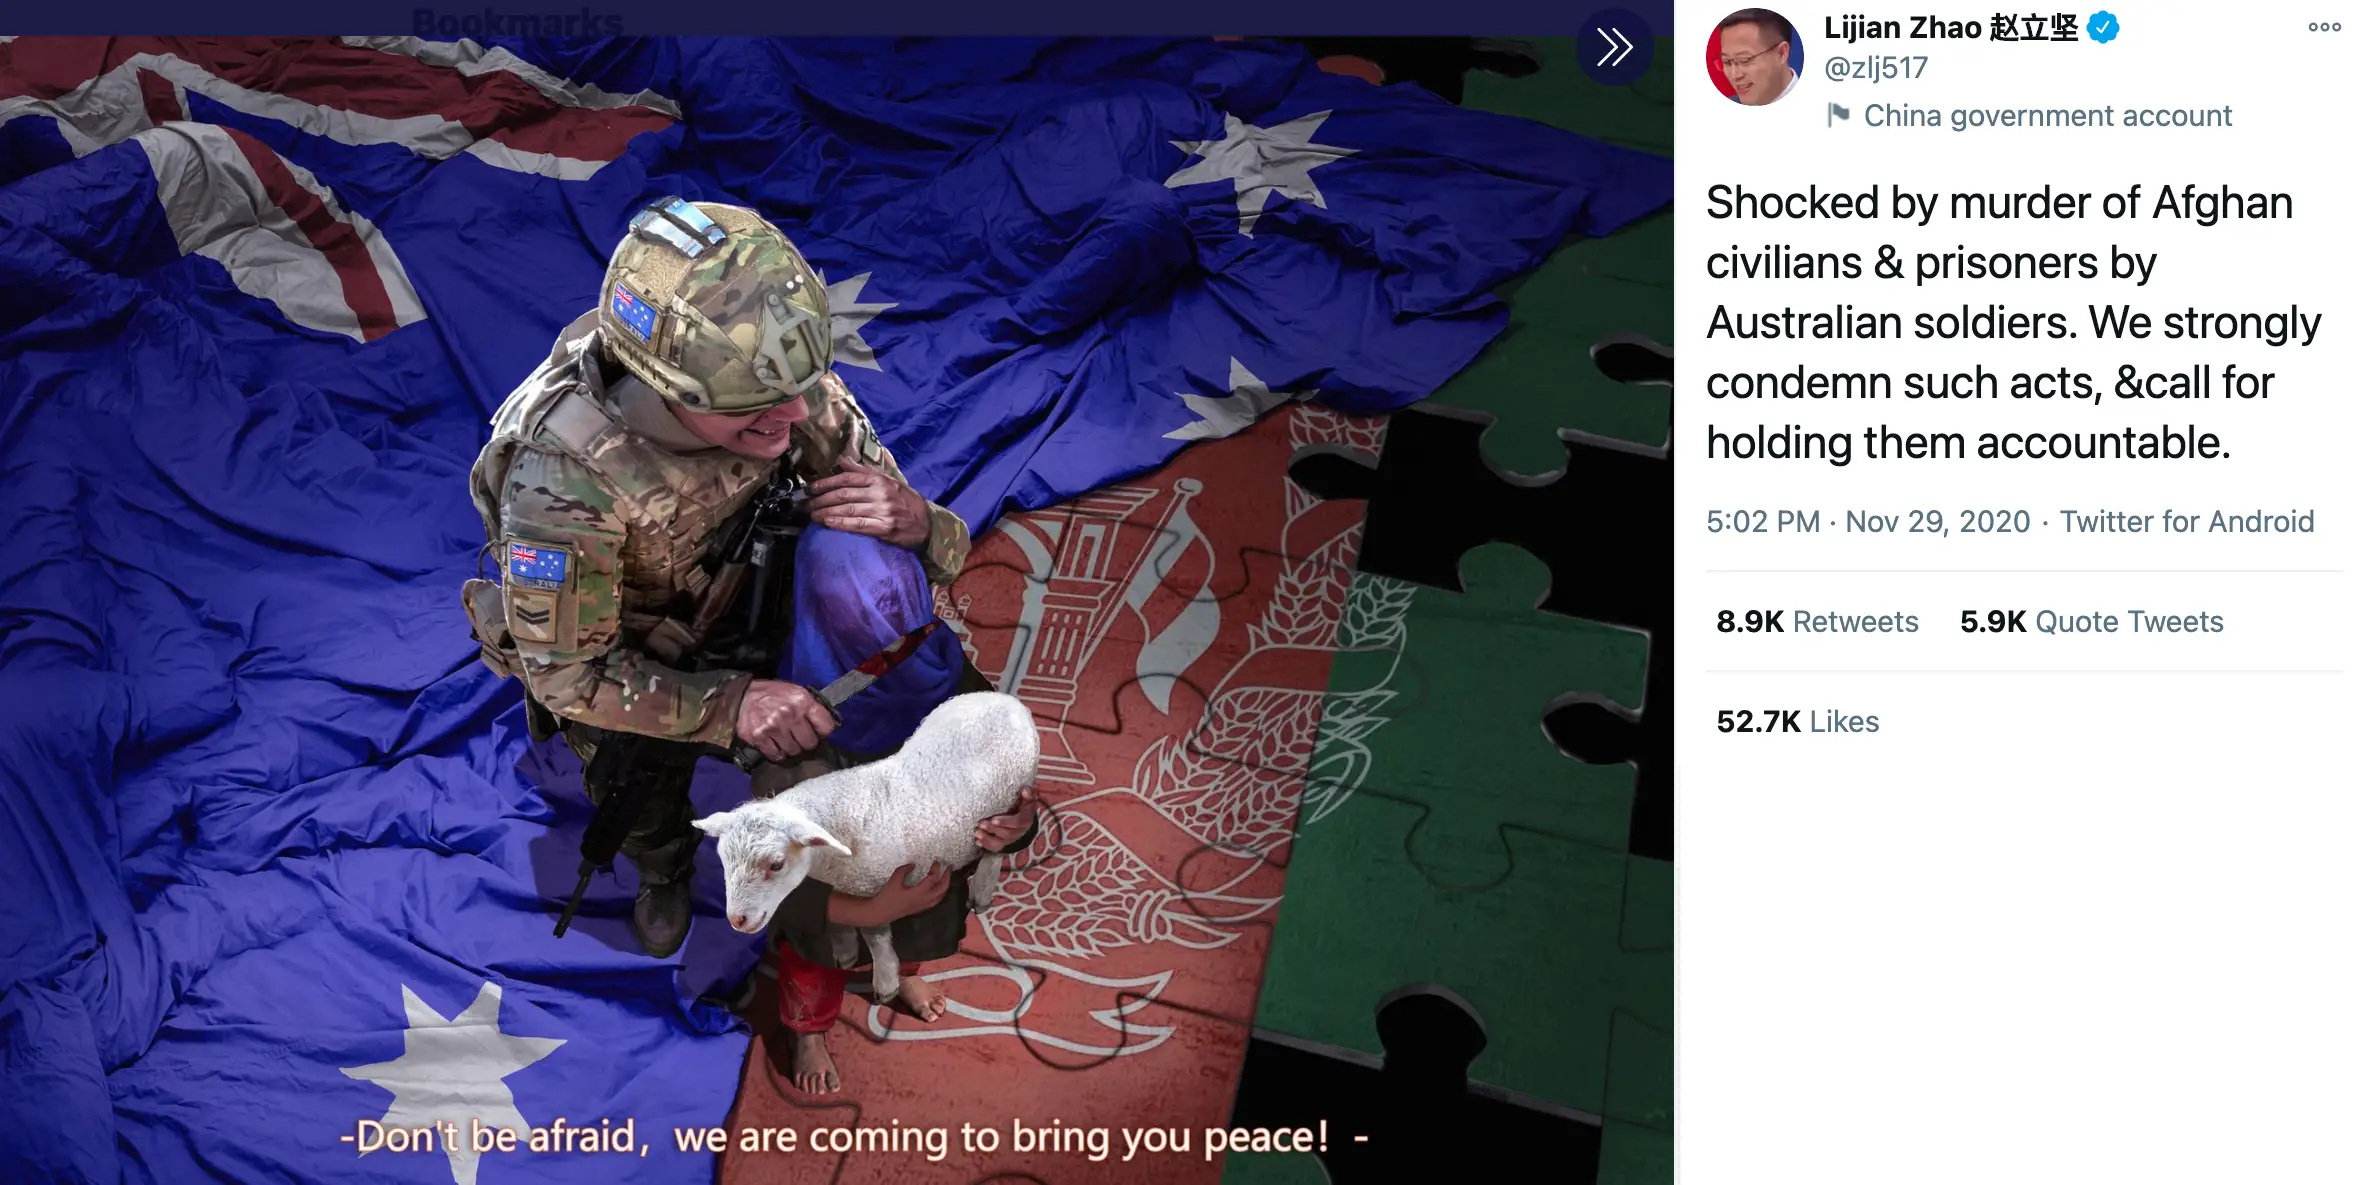 Bookmarks
-Don't be afraid, we are coming to bring you peace! -
Lijian Zhao 赵立坚
@zlj517
China government account
Shocked by murder of Afghan
civilians & prisoners by
Australian soldiers. We strongly
condemn such acts, &call for
holding them accountable.
5:02 PM · Nov 29, 2020 · Twitter for Android
8.9K Retweets 5.9K Quote Tweets
52.7K Likes